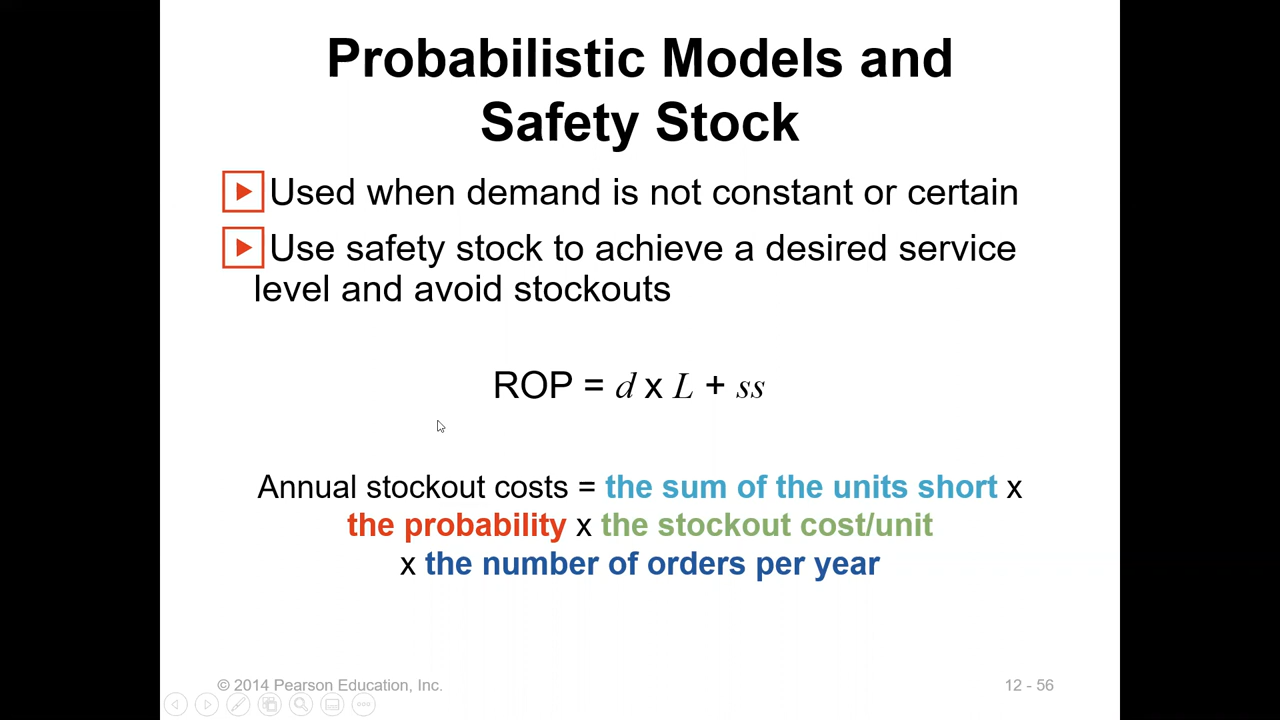 Probabilistic Models and
Safety Stock
Used when demand is not constant or certain
Use safety stock to achieve a desired service
level and avoid stockouts
ROP = d x L + ss
Annual stockout costs = the sum of the units short x
the probability x the stockout cost/unit
x the number of orders per year
© 2014 Pearson Education, Inc.
12 - 56